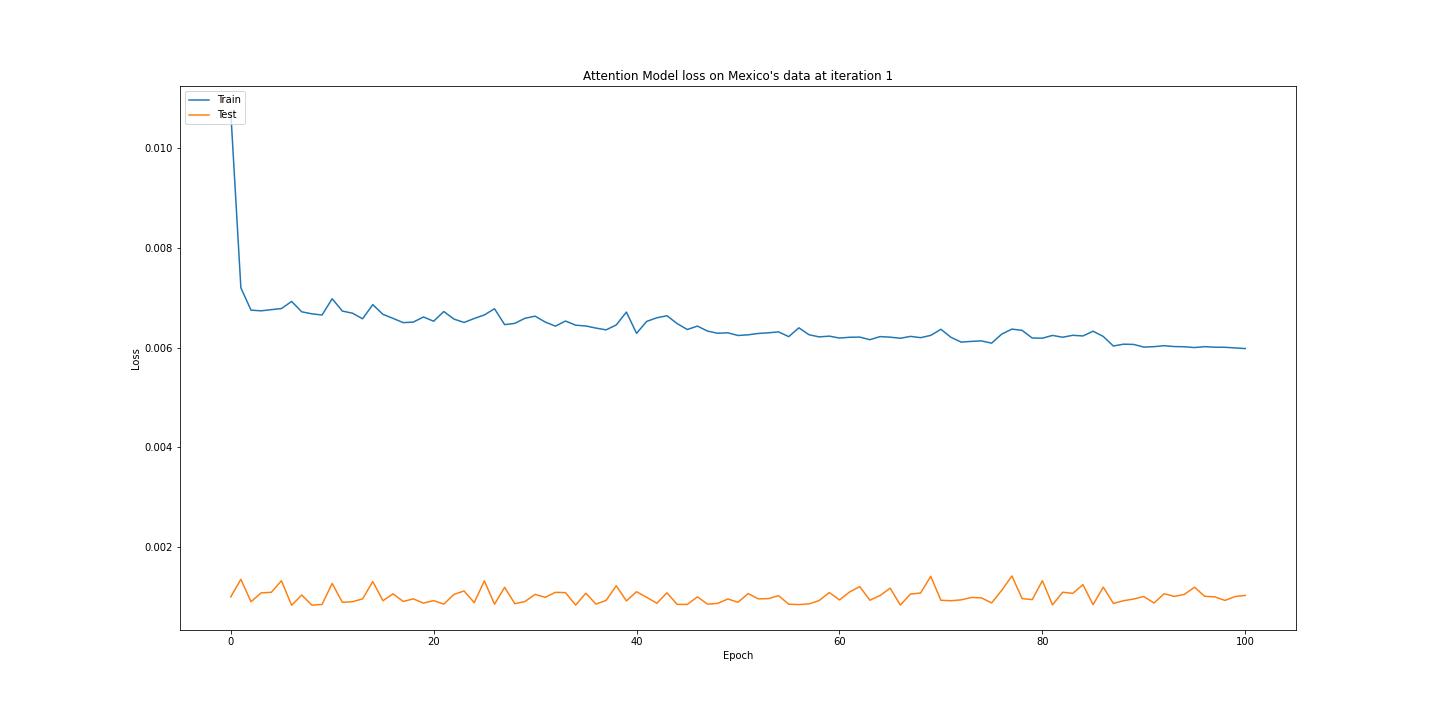 Attention Model loss on Mexico's data at iteration 1
Train
Test
0.010
0.008
0.006
0.004
0.002
Loss
0 20 40 60 80 100
Epoch